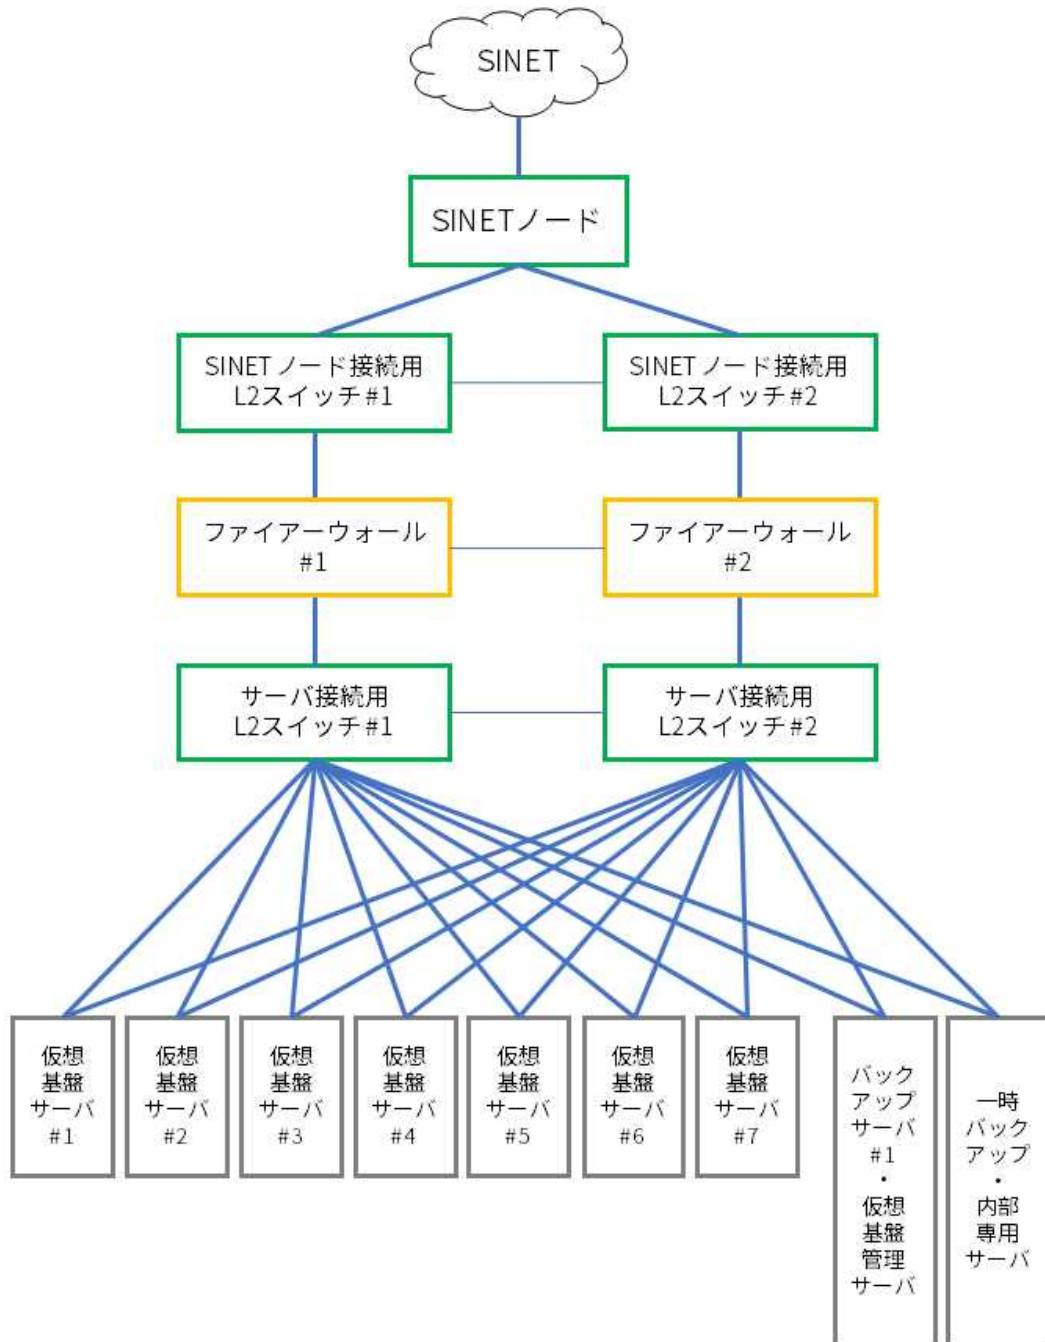 SINET
SINETノード
SINETノード接続用
L2スイッチ#1
SINETノード接続用
L2スイッチ#2
ファイアーウォール
#1
ファイアーウォール
#2
サーバ接続用
L2スイッチ#1
サーバ接続用
L2スイッチ#2
仮想
基盤
サーバ
#1
仮想
基盤
サーバ
#2
仮想
基盤
サーバ
#3
仮想
基盤
サーバ
#4
仮想
基盤
サーバ
#5
仮想
基盤
サーバ
#6
仮想
基盤
サーバ
#7
バック
アップ
サーバ
#1
・
仮想
基盤
管理
サーバ
一時
バック
アップ
・
内部
専用
サーバ